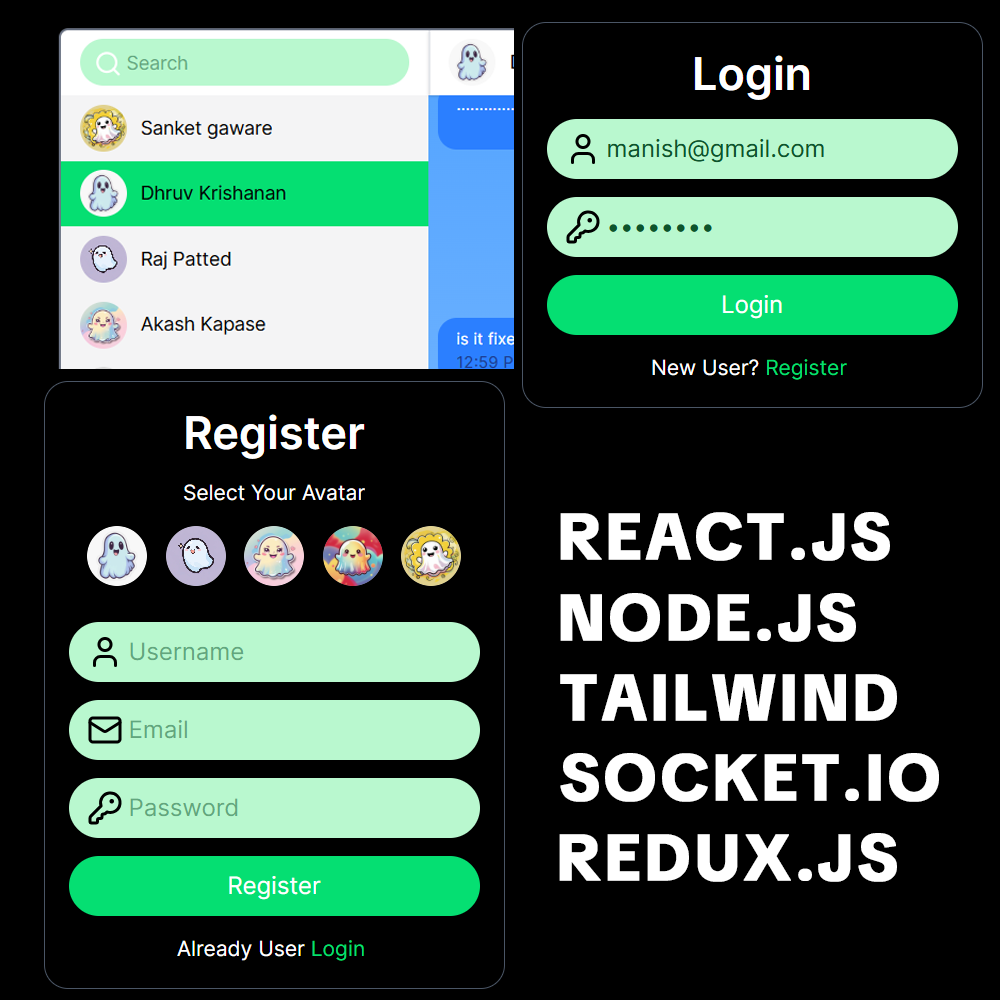 Search
Sanket gaware
Dhruv Krishanan
Raj Patted
Akash Kapase
is it fixe
12:59 P
Login
manish@gmail.com
Login
New User? Register
Register
Select Your Avatar
Username
Email
Password
Register
Already User Login
REACT.JS
NODE.JS
TAILWIND
SOCKET.IO
REDUX.JS